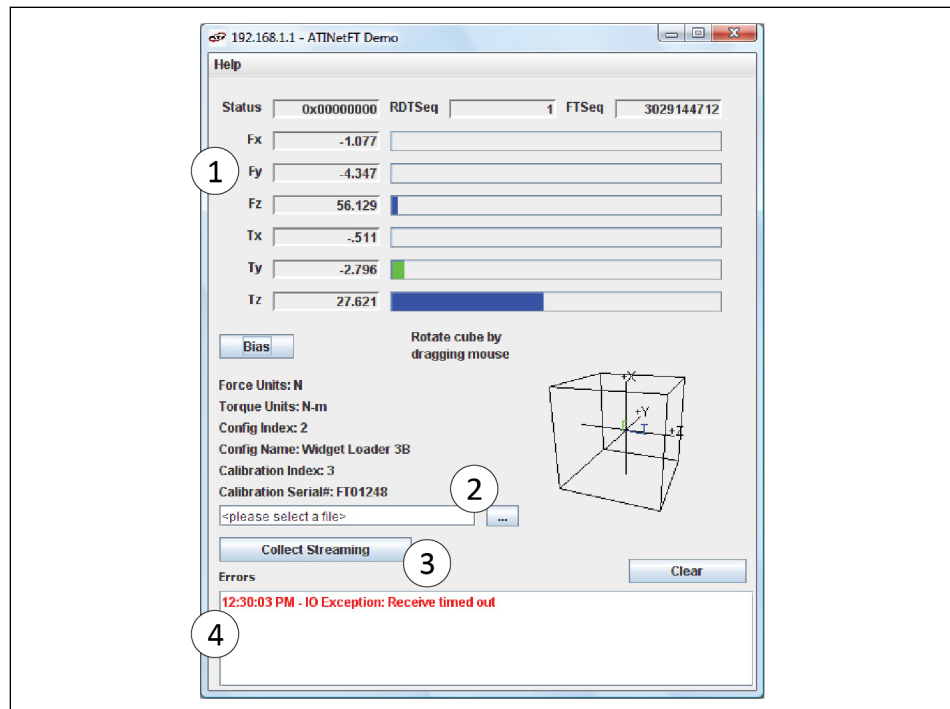 192.168.1.1 - ATINetFT Demo
Help
Status 0x00000000 RDTSeq 1 FTSeq 3029144712
Fx -1.077
1
Fy -4.347
Fz 56.129
Tx -.511
Ty -2.796
Tz 27.621
Bias
Rotate cube by
dragging mouse
Force Units: N
Torque Units: N-m
Config Index: 2
Config Name: Widget Loader 3B
Calibration Index: 3
Calibration Serial#: FT01248
+X
+Y
+Z
2
<please select a file> ...
Collect Streaming
3
Clear
Errors
12:30:03 PM - IO Exception: Receive timed out
4